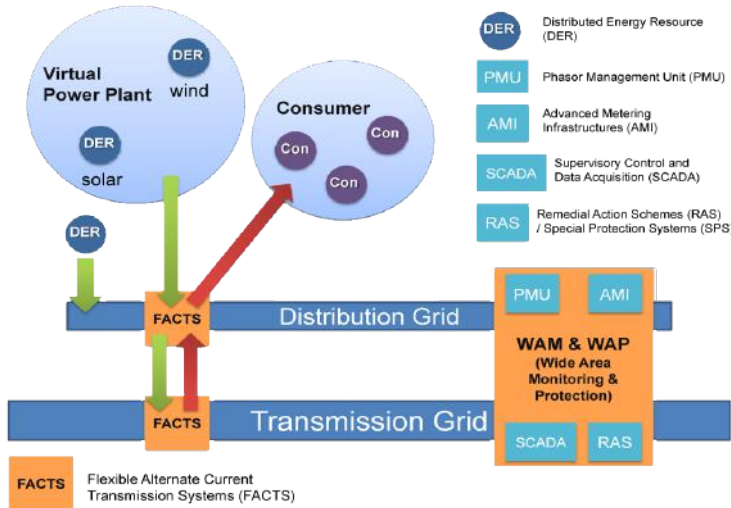 Virtual
Power Plant
DER
wind
DER
solar
DER
Consumer
Con
Con
Con
DER
Distributed Energy Resource
(DER)
PMU
Phasor Management Unit (PMU)
AMI
Advanced Metering
Infrastructures (AMI)
SCADA
Supervisory Control and
Data Acquisition (SCADA)
RAS
Remedial Action Schemes (RAS)
/ Special Protection Systems (SPS)
FACTS
Distribution Grid
PMU
AMI
WAM & WAP
(Wide Area
Monitoring &
Protection)
FACTS
Transmission Grid
SCADA
RAS
FACTS
Flexible Alternate Current
Transmission Systems (FACTS)